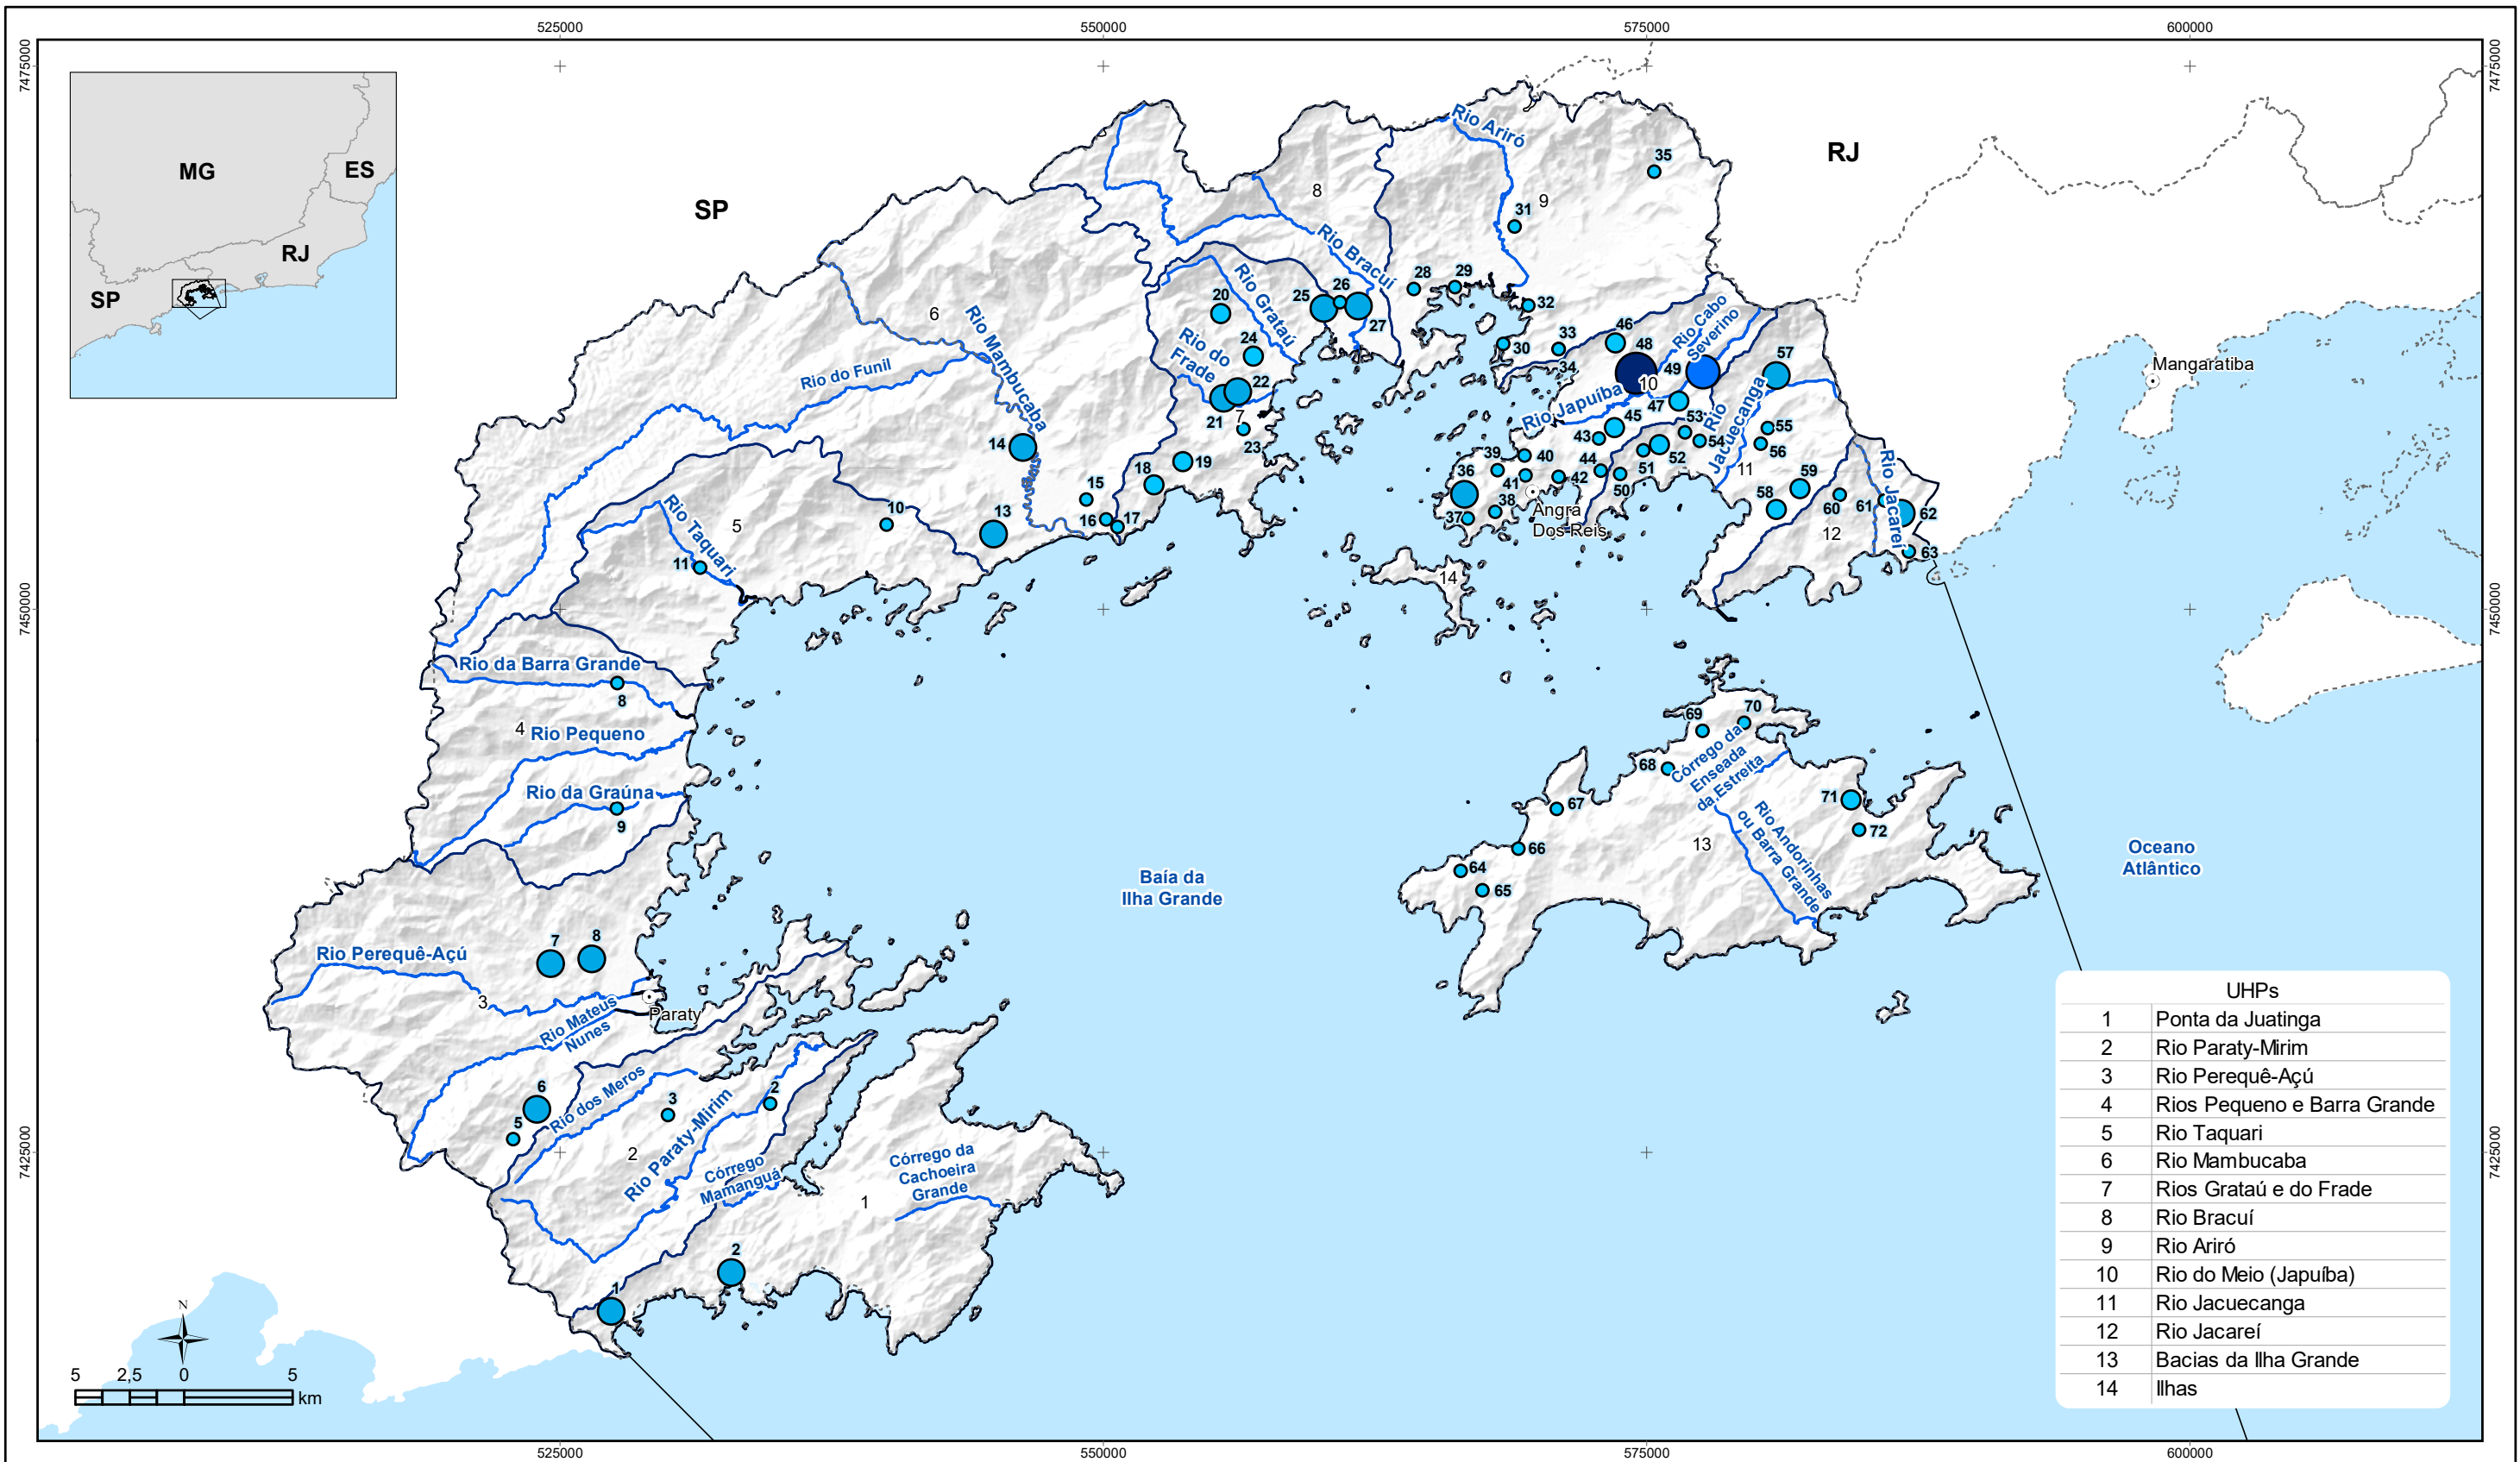 525000
550000
575000
600000
7475000
7475000
MG
ES
RJ
SP
SP
RJ
Rio Ariró
35
8
9
31
Rio Bracuí
28
29
Rio Grataú
25
26
27
32
20
6
Rio Mambucaba
24
Rio do
Frade
33
30
34
46
Rio Cabo
Severino
48
49
57
10
Mangaratiba
Rio do Funil
22
21
7
23
Rio Japuíba
47
45
43
53
Rio
Jacuecanga
54
55
56
52
51
44
50
11
14
19
18
15
16
17
36
39
40
41
42
38
37
Angra
Dos Reis
59
58
60
61
Rio Jacareí
62
63
12
10
13
5
Rio Taquari
11
14
7450000
7450000
Rio da Barra Grande
8
4
Rio Pequeno
Rio da Graúna
9
69
70
68
Córrego da
Enseada
da Estreita
67
71
72
66
64
65
13
Rio Andorinhas
ou Barra Grande
Baía da
Ilha Grande
Oceano
Atlântico
7
8
Rio Perequê-Açú
3
Paraty
Rio Mateus
Nunes
6
5
Rio dos Meros
3
2
2
Rio Paraty-Mirim
Córrego
Mamanguá
Córrego da
Cachoeira
Grande
1
2
1
7425000
7425000
UHPs
1 Ponta da Juatinga
2 Rio Paraty-Mirim
3 Rio Perequê-Açú
4 Rios Pequeno e Barra Grande
5 Rio Taquari
6 Rio Mambucaba
7 Rios Grataú e do Frade
8 Rio Bracuí
9 Rio Ariró
10 Rio do Meio (Japuíba)
11 Rio Jacuecanga
12 Rio Jacareí
13 Bacias da Ilha Grande
14 Ilhas
N
5 2,5 0 5
km
525000
550000
575000
600000